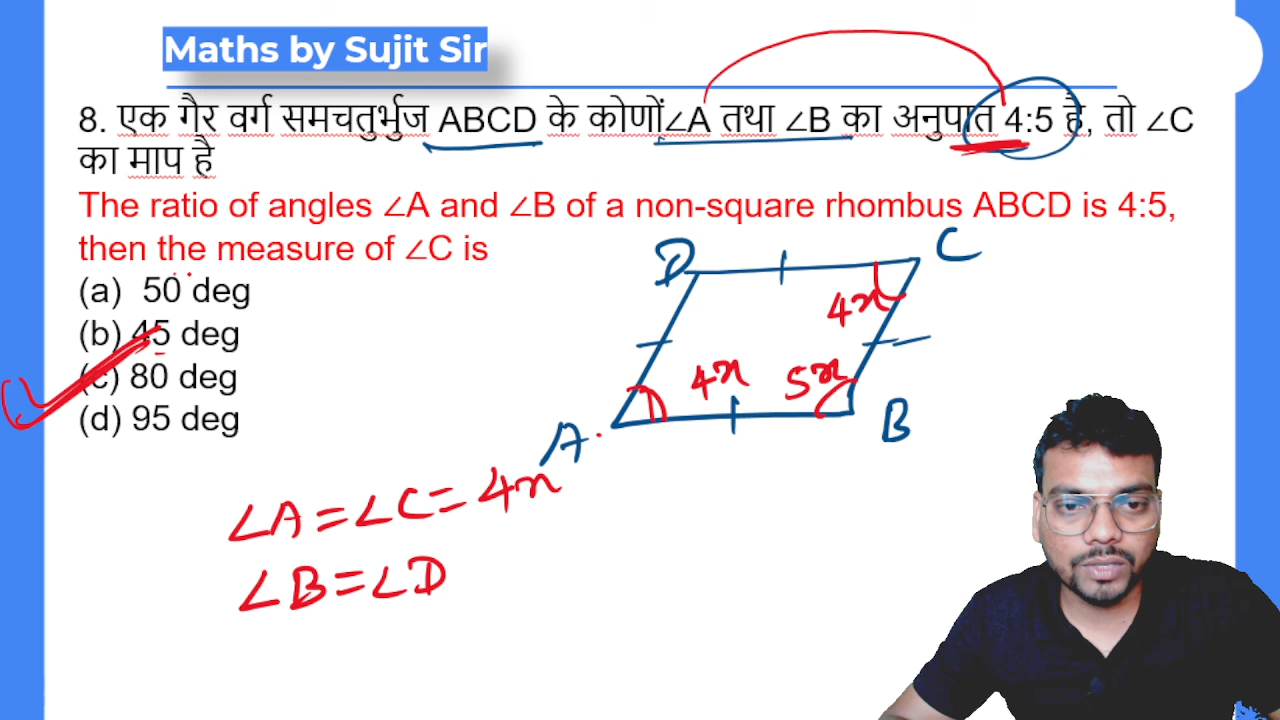 Maths by Sujit Sir
8. एक गैर वर्ग समचतुर्भुज ABCD के कोणों∠A तथा ∠B का अनुपात 4:5 है, तो ∠C
का माप है
The ratio of angles ∠A and ∠B of a non-square rhombus ABCD is 4:5,
then the measure of ∠C is
(a) 50 deg
(b) 45 deg
(c) 80 deg
(d) 95 deg
D C
4x
4x 5x
A B
∠A=∠C=4x
∠B=∠D